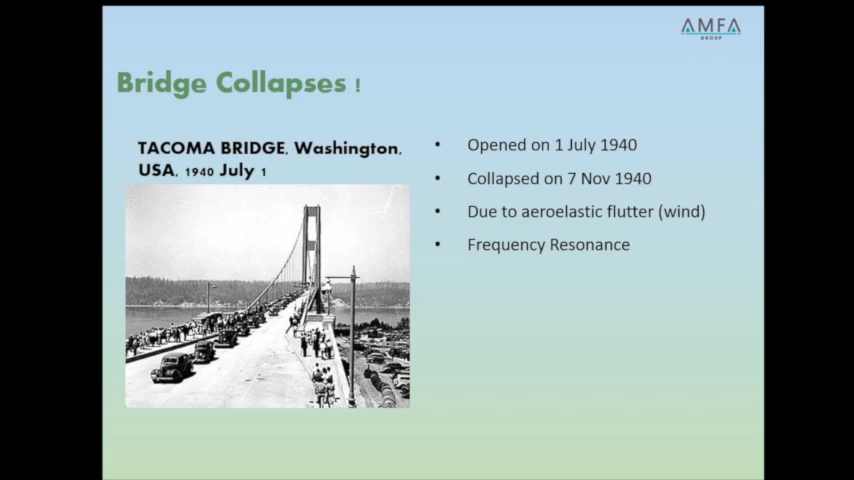 AMFA
GROUP
Bridge Collapses !
TACOMA BRIDGE, Washington,
USA, 1940 July 1
• Opened on 1 July 1940
• Collapsed on 7 Nov 1940
• Due to aeroelastic flutter (wind)
• Frequency Resonance